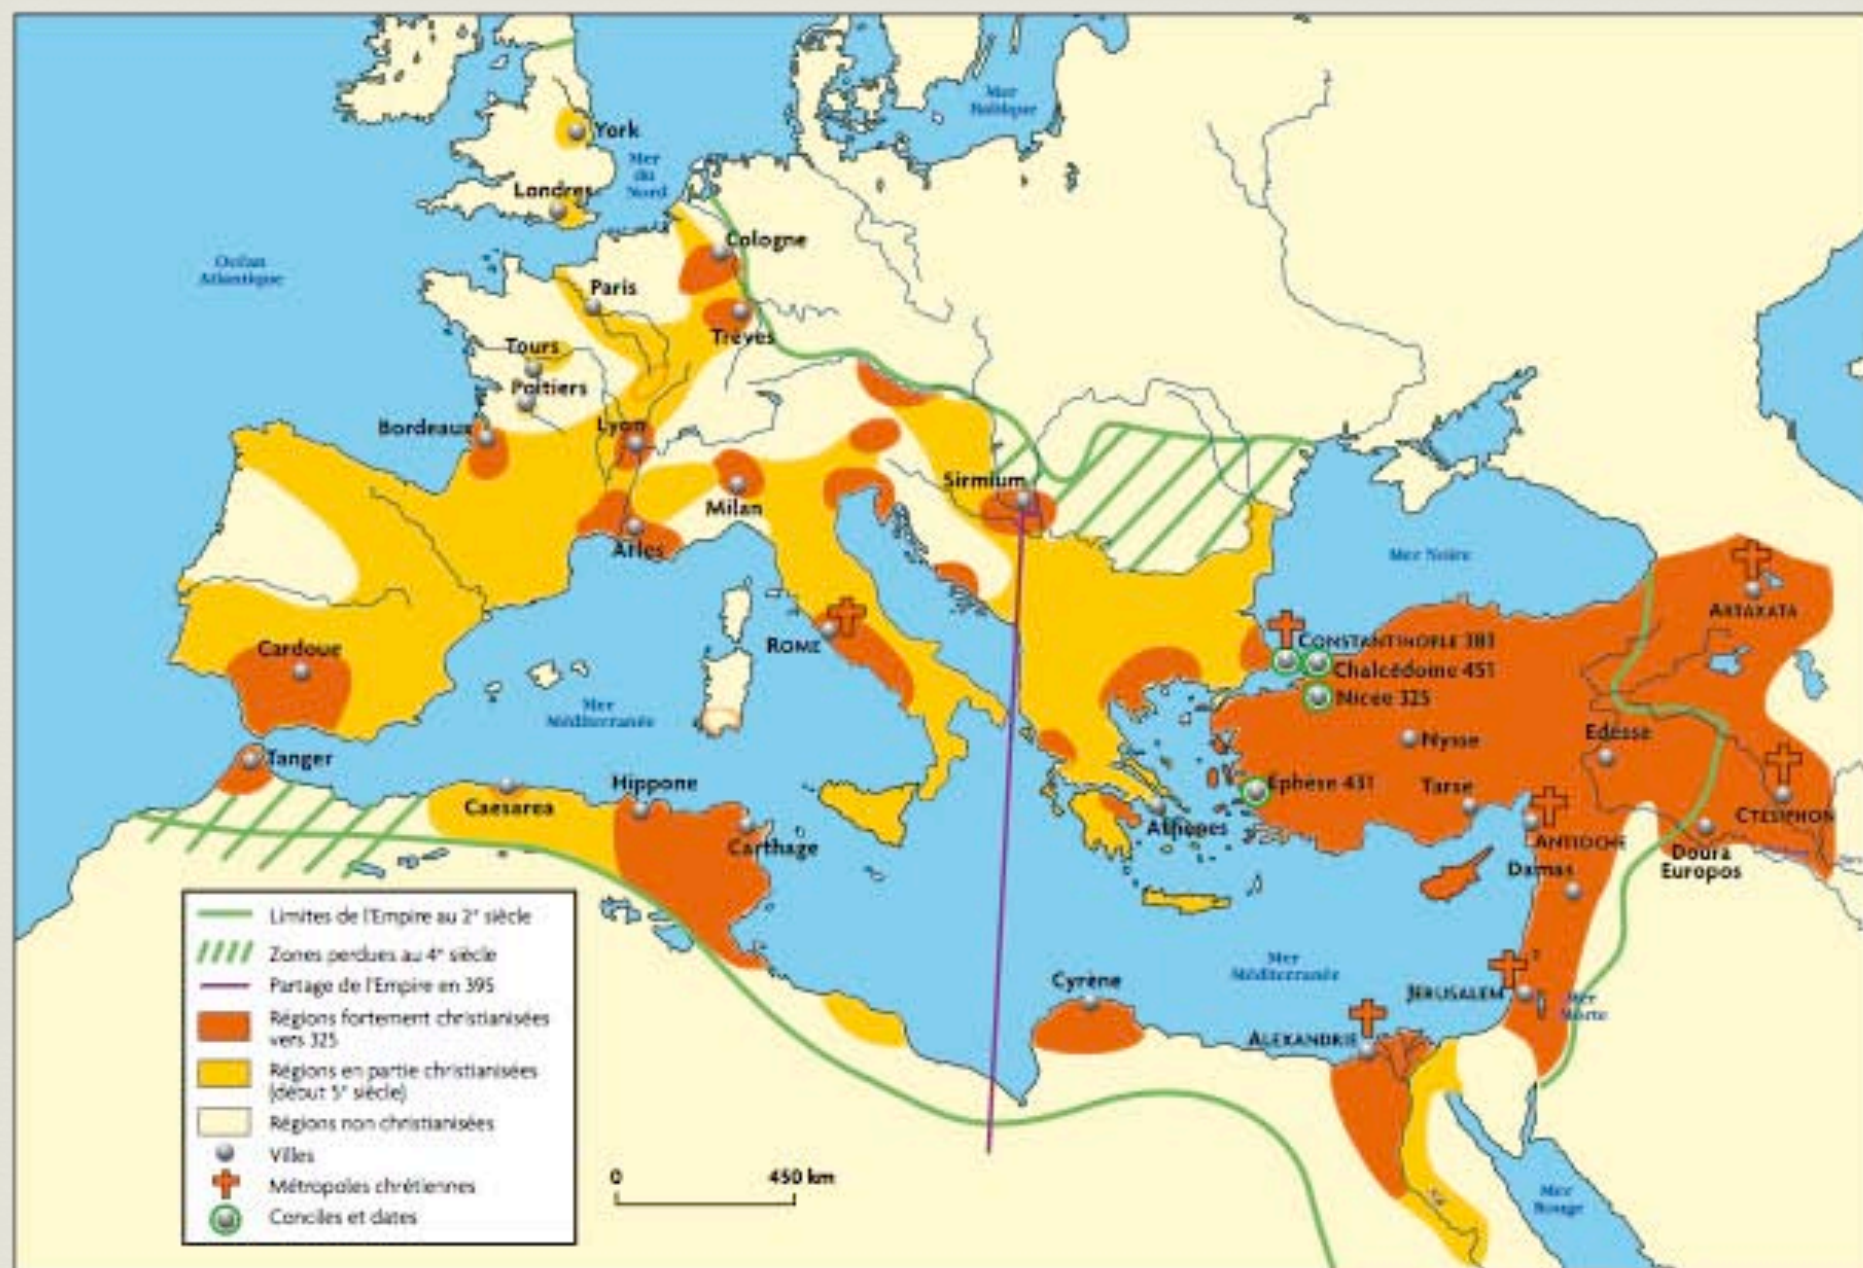 Mer
Baltique
York
Mer
du
Nord
Londres
Océan
Atlantique
Cologne
Paris
Trèves
Tours
Poitiers
Bordeaux
Lyon
Sirmium
Milan
Arles
Mer Noire
ARTAXATA
ROME
CONSTANTINOPLE 381
Chalcédoine 451
Nicée 325
Cardoue
Mer
Méditerranée
Nysse
Edesse
Tanger
Hippone
Ephèse 431
Tarse
Caesarea
CTESIPHON
Athènes
Carthage
ANTIOCHE
Doura
Europos
Damas
Limites de l'Empire au 2e siècle
Zones perdues au 4e siècle
Partage de l'Empire en 395
Régions fortement christianisées
vers 325
Régions en partie christianisées
(début 5e siècle)
Régions non christianisées
Villes
Métropoles chrétiennes
Conciles et dates
Mer
Méditerranée
Cyrène
JÉRUSALEM
?
Mer
Morte
ALEXANDRIE
0 450 km
Nil
Mer
Rouge